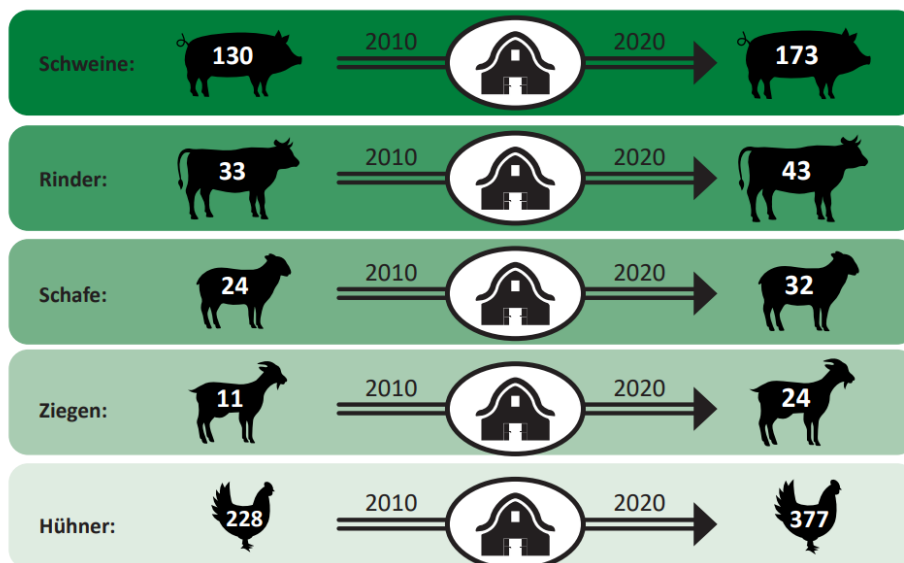 Schweine: 130 2010 2020 173
Rinder: 33 2010 2020 43
Schafe: 24 2010 2020 32
Ziegen: 11 2010 2020 24
Hühner: 228 2010 2020 377